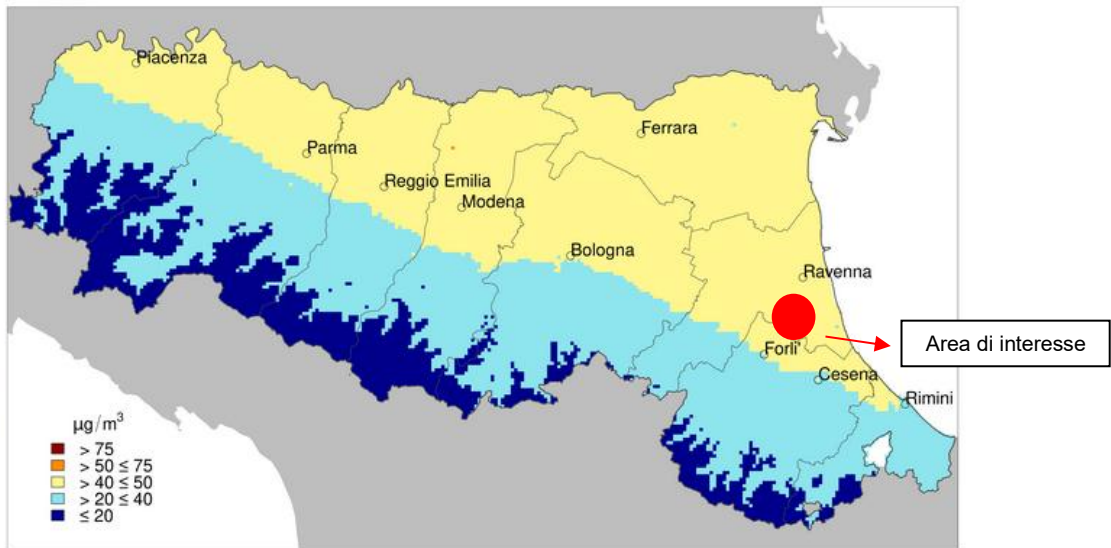 Piacenza
Parma
Ferrara
Reggio Emilia
Modena
Bologna
Ravenna
Area di interesse
Forli'
Cesena
Rimini
µg/m³
> 75
> 50 ≤ 75
> 40 ≤ 50
> 20 ≤ 40
≤ 20